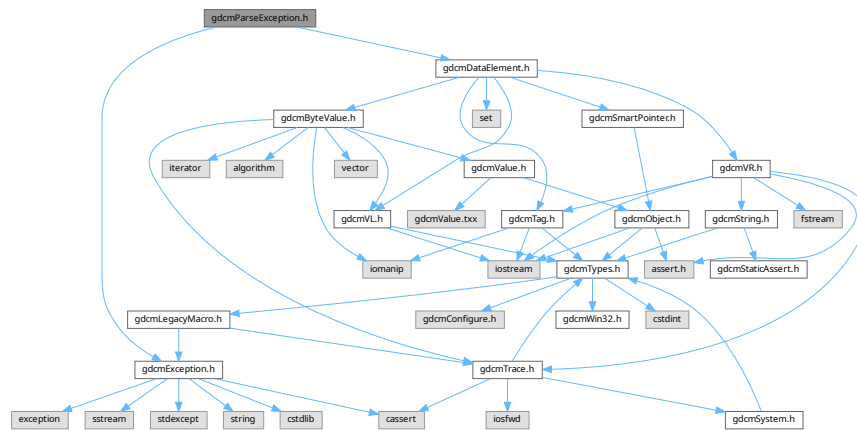 gdcmParseException.h
gdcmDataElement.h
gdcmByteValue.h
set
gdcmSmartPointer.h
iterator
algorithm
vector
gdcmValue.h
gdcmVR.h
gdcmVL.h
gdcmValue.txx
gdcmTag.h
gdcmObject.h
gdcmString.h
fstream
iomanip
iostream
gdcmTypes.h
assert.h
gdcmStaticAssert.h
gdcmLegacyMacro.h
gdcmConfigure.h
gdcmWin32.h
cstdint
gdcmException.h
gdcmTrace.h
exception
sstream
stdexcept
string
cstdlib
cassert
iosfwd
gdcmSystem.h